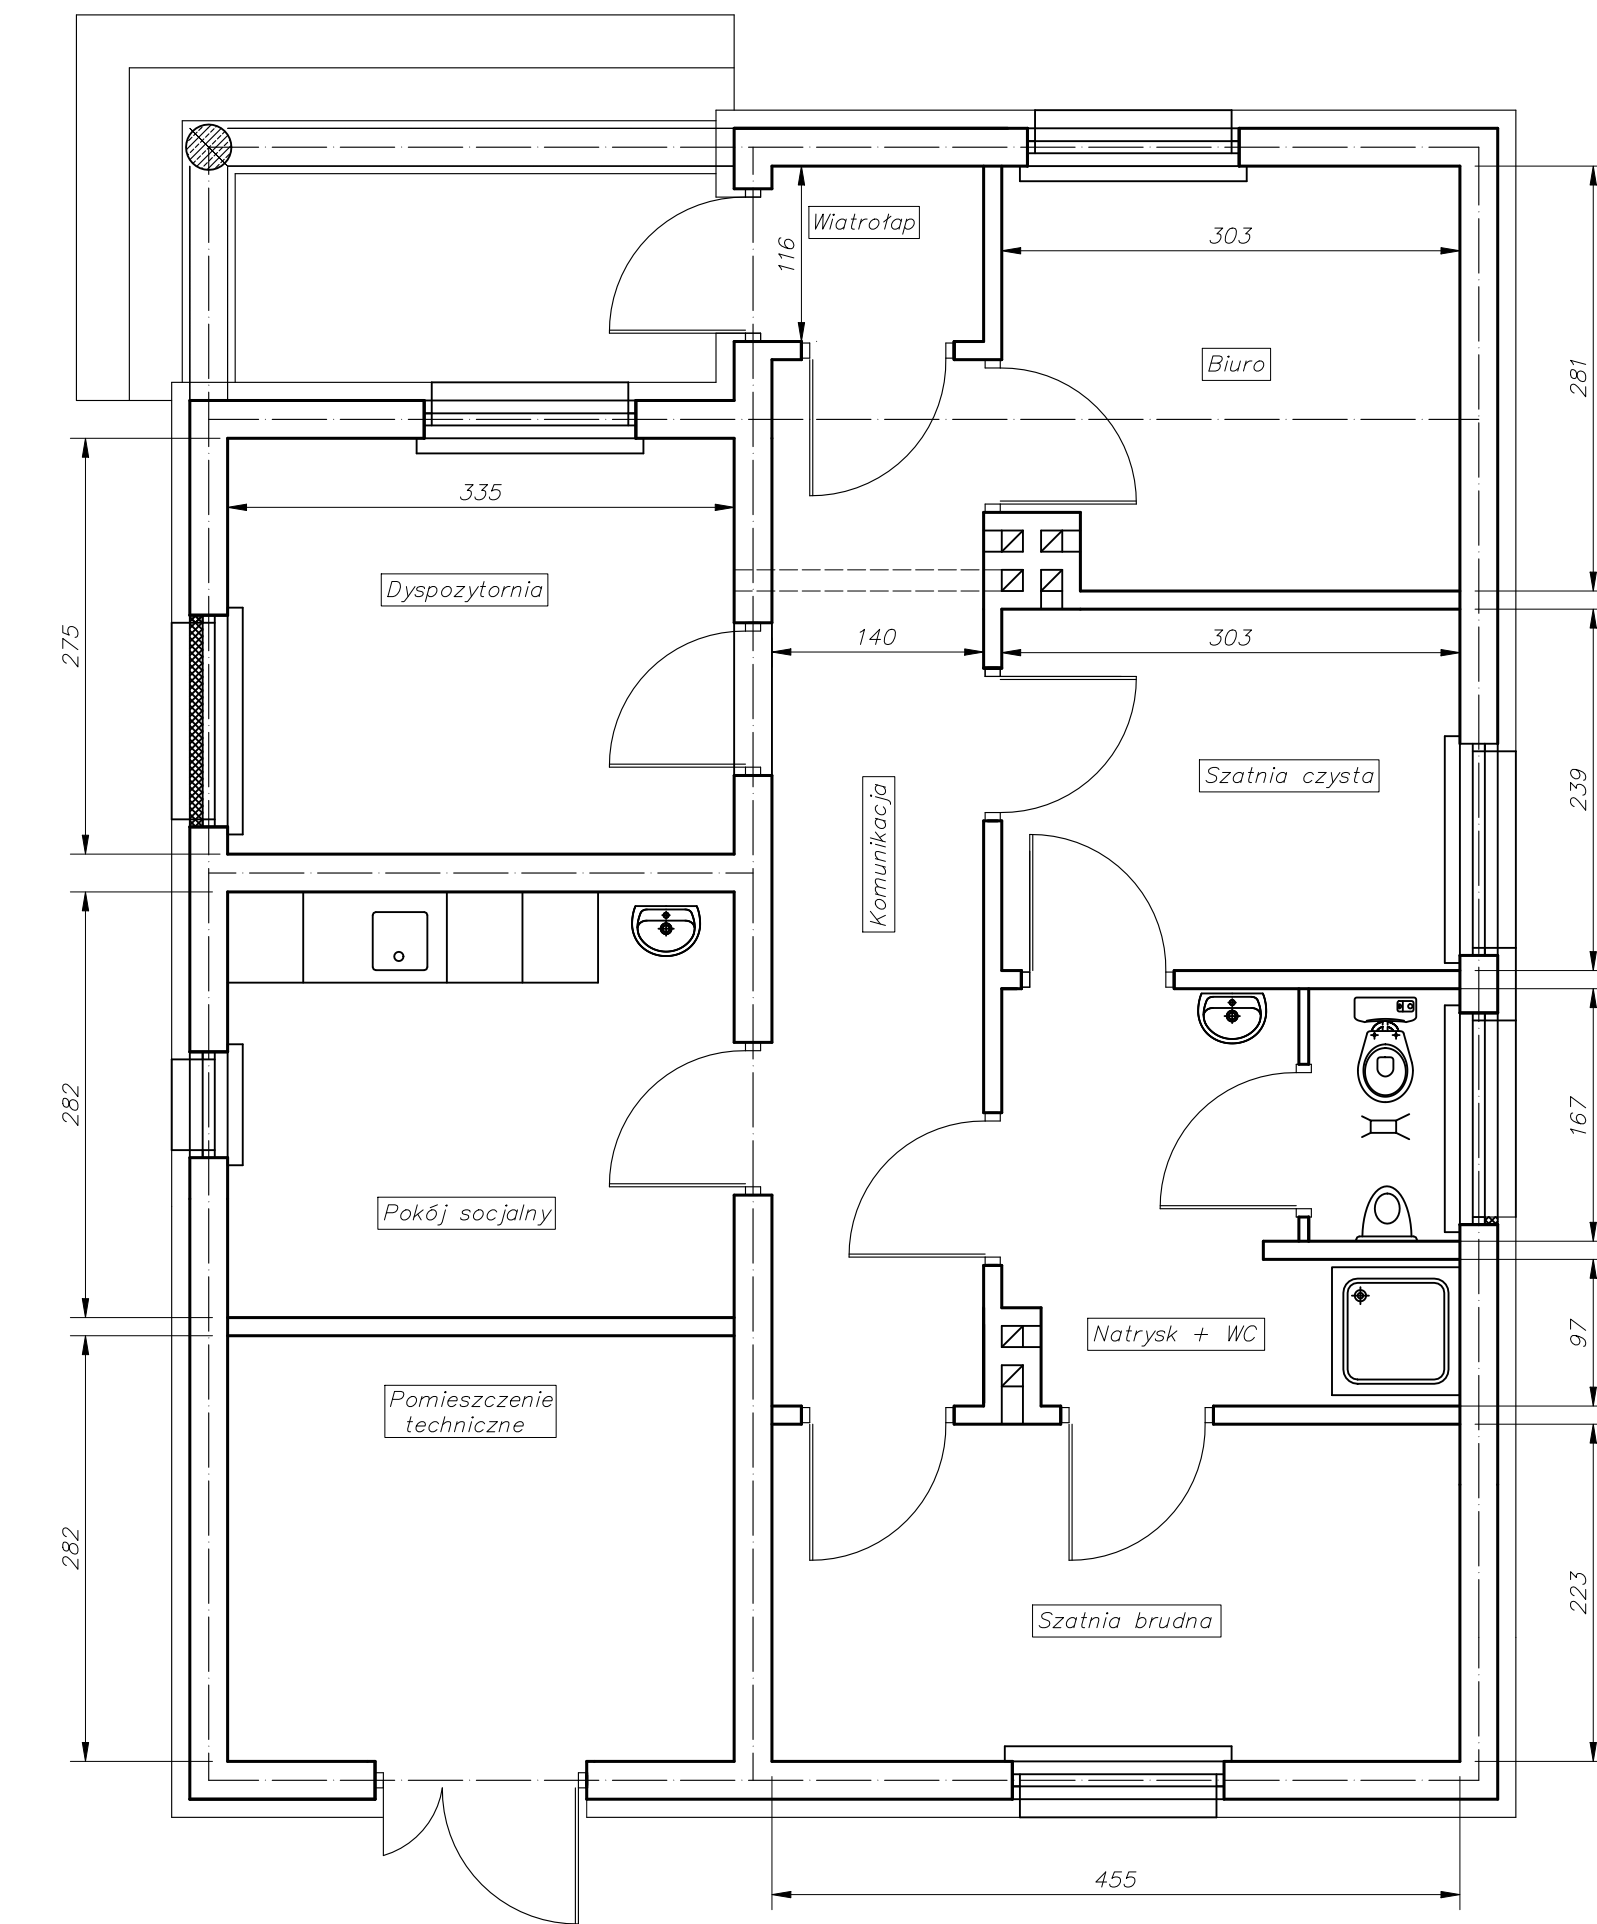 Wiatrołap
116
303
Biuro
281
335
Dyspozytornia
275
140
303
Szatnia czysta
239
Komunikacja
282
167
Pokój socjalny
Natrysk + WC
97
Pomieszczenie
techniczne
282
223
Szatnia brudna
455